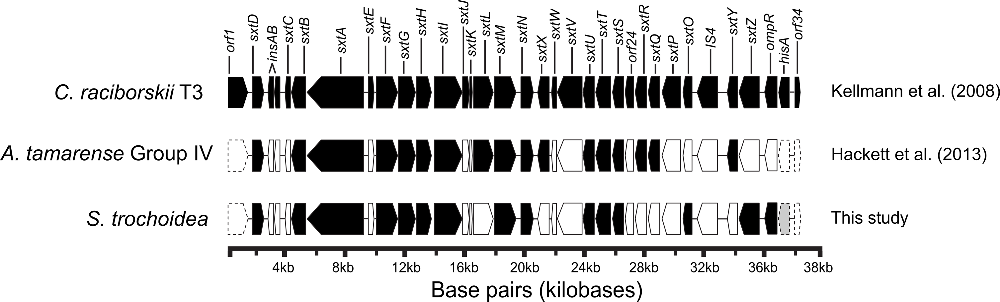 orf1
sxtD
insAB
sxtC
sxtB
sxtA
sxtE
sxtF
sxtG
sxtH
sxtI
sxtJ
sxtK
sxtL
sxtM
sxtN
sxtX
sxtW
sxtV
sxtU
sxtT
sxtS
orf24
sxtR
sxtQ
sxtP
sxtO
IS4
sxtY
sxtZ
ompR
hisA
orf34
C. raciborskii T3
Kellmann et al. (2008)
A. tamarense Group IV
Hackett et al. (2013)
S. trochoidea
This study
4kb 8kb 12kb 16kb 20kb 24kb 28kb 32kb 36kb 38kb
Base pairs (kilobases)